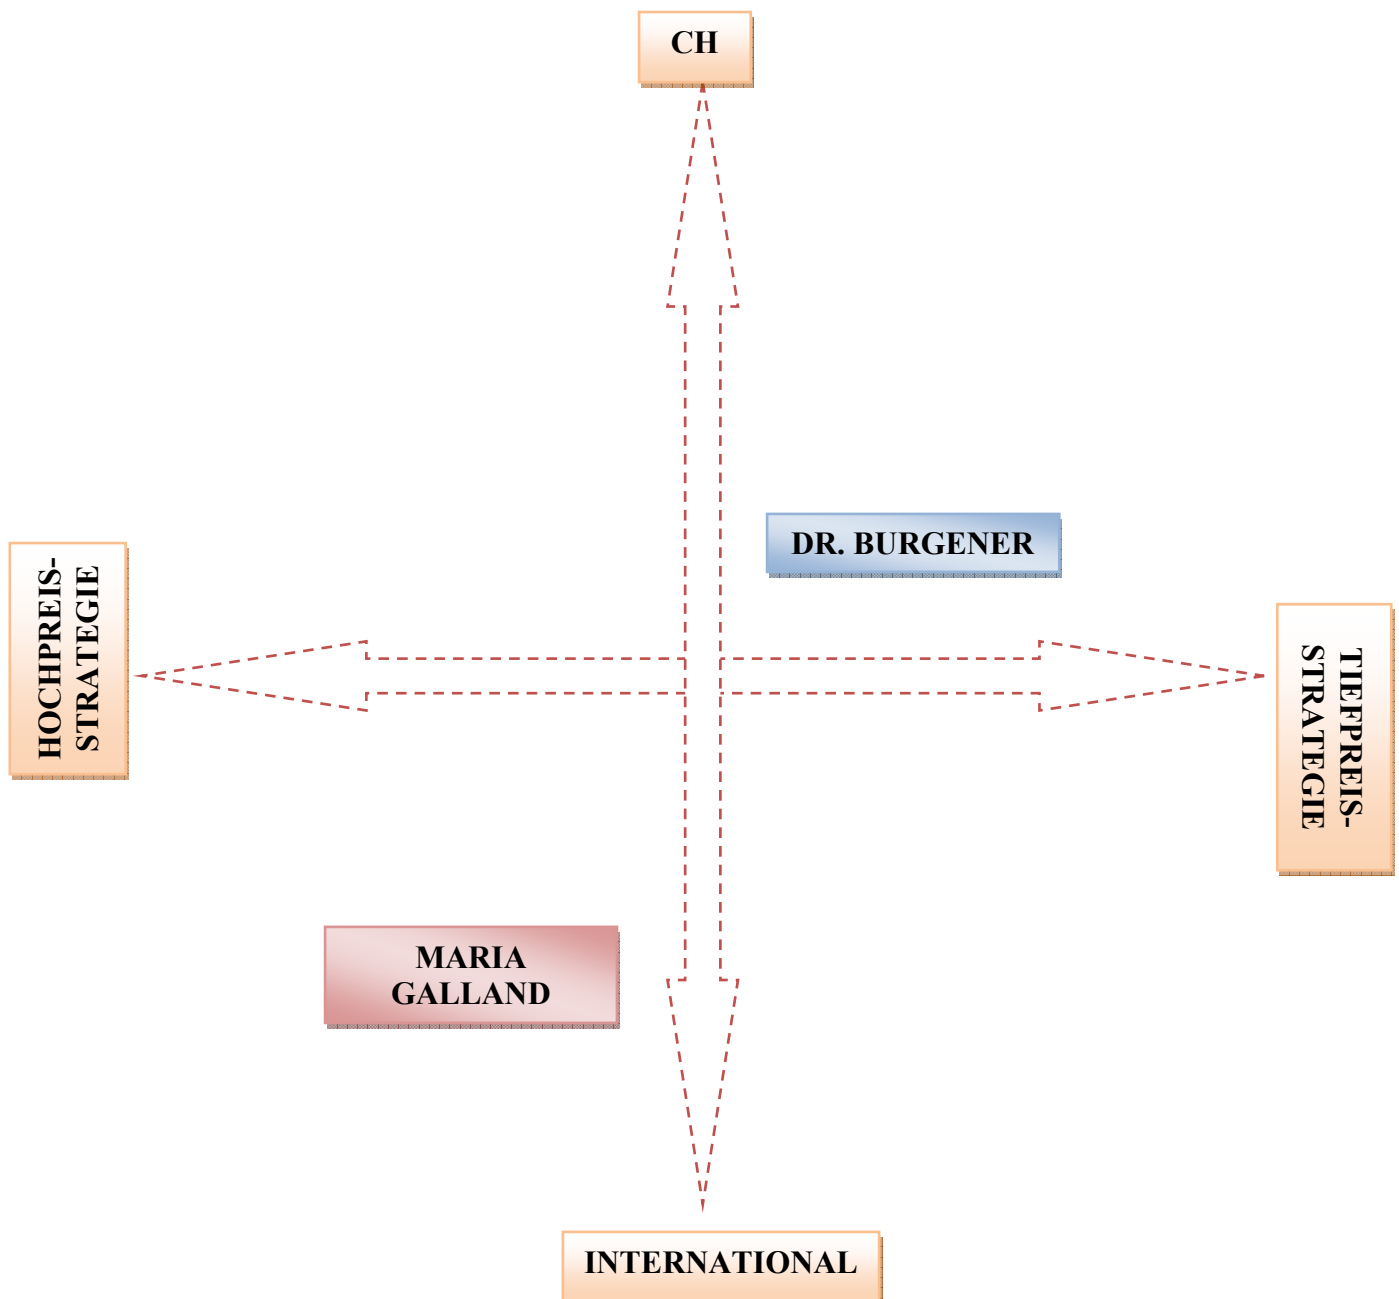 CH
DR. BURGENER
HOCHPREIS-
STRATEGIE
TIEFPREIS-
STRATEGIE
MARIA
GALLAND
INTERNATIONAL